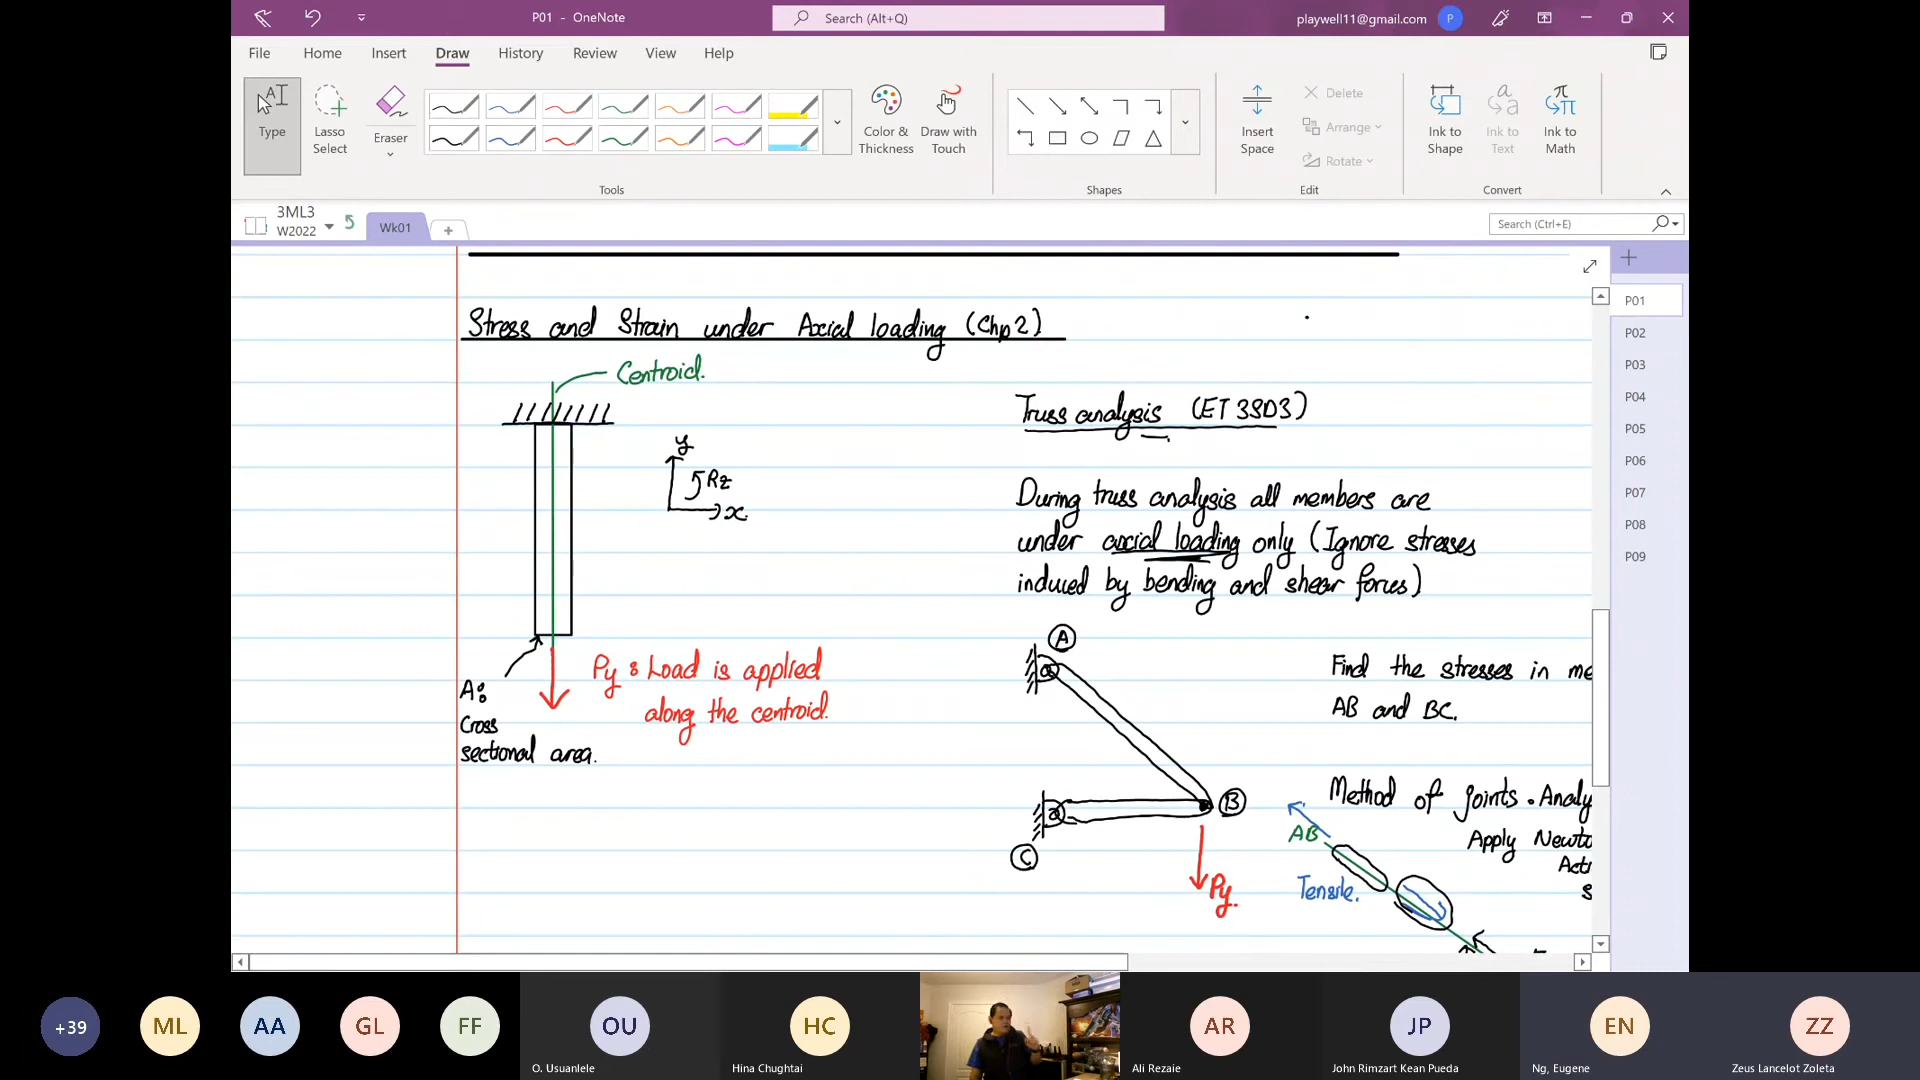 P01 - OneNote
Search (Alt+Q)
playwell11@gmail.com
P
File
Home
Insert
Draw
History
Review
View
Help
Type
Lasso Select
Eraser
Color & Thickness
Draw with Touch
Insert Space
Delete
Arrange
Rotate
Ink to Shape
Ink to Text
Ink to Math
Tools
Shapes
Edit
Convert
3ML3
W2022
Wk01
Search (Ctrl+E)
P01
P02
P03
P04
P05
P06
P07
P08
P09
Stress and Strain under Axial loading (Chp 2)
Centroid.
y
Rz
x
Py : Load is applied
along the centroid.
A:
Cross
sectional area.
Truss analysis (ET 3SD3)
During truss analysis all members are
under axial loading only (Ignore stresses
induced by bending and shear forces)
A
B
C
Py.
Find the stresses in me
AB and BC.
Method of joints. Analy
Apply Newto
Act
S
AB
Tensile.
+39
ML
AA
GL
FF
OU
O. Usuanlele
HC
Hina Chughtai
AR
Ali Rezaie
JP
John Rimzart Kean Pueda
EN
Ng, Eugene
ZZ
Zeus Lancelot Zoleta